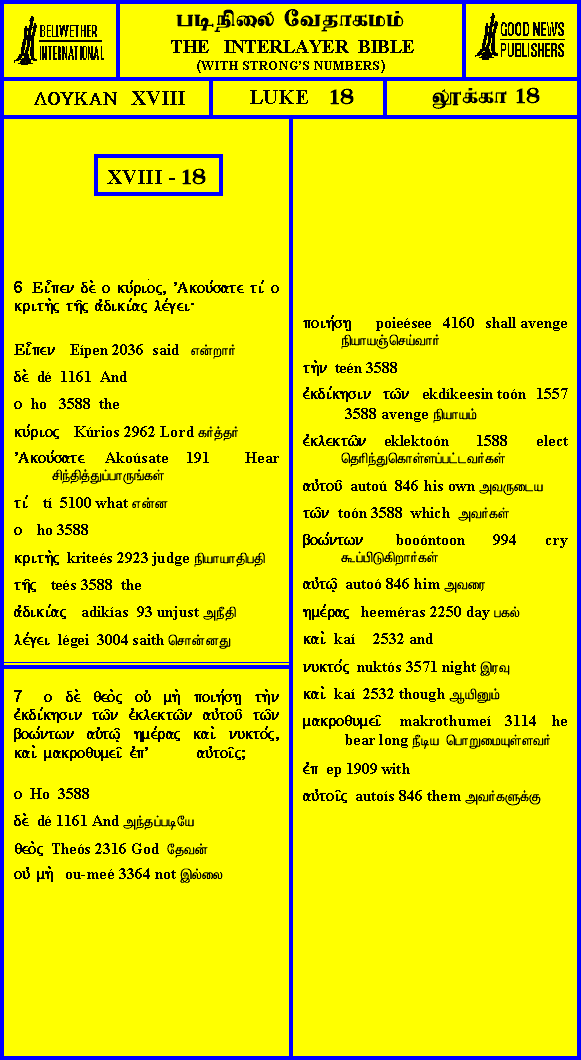 BELLWETHER
INTERNATIONAL
படிநிலை வேதாகமம்
THE INTERLAYER BIBLE
(WITH STRONG'S NUMBERS)
GOOD NEWS
PUBLISHERS
ΛΟΥΚΑΝ XVIII
LUKE 18
லூக்கா 18
XVIII - 18
6 Εἶπεν δὲ ο κύριος, Ἀκούσατε τί ο
κριτὴς τῆς ἀδικίας λέγει·
Εἶπεν Eípen 2036 said என்றார்
δὲ dé 1161 And
ο ho 3588 the
κύριος Kúrios 2962 Lord கர்த்தர்
Ἀκούσατε Akoúsate 191 Hear
சிந்தித்துப்பாருங்கள்
τί tí 5100 what என்ன
ο ho 3588
κριτὴς kriteés 2923 judge நியாயாதிபதி
τῆς teés 3588 the
ἀδικίας adikías 93 unjust அநீதி
λέγει légei 3004 saith சொன்னது
7 ο δὲ θεὸς οὐ μὴ ποιήσῃ τὴν
ἐκδίκησιν τῶν ἐκλεκτῶν αὐτοῦ τῶν
βοώντων αὐτῷ ημέρας καὶ νυκτός,
καὶ μακροθυμεῖ ἐπ' αὐτοῖς;
ο Ho 3588
δὲ dé 1161 And அந்தப்படியே
θεὸς Theós 2316 God தேவன்
οὐ μὴ ou-meé 3364 not இல்லை
ποιήσῃ poieésee 4160 shall avenge
நியாயஞ்செய்வார்
τὴν teén 3588
ἐκδίκησιν τῶν ekdíkeesin toón 1557
3588 avenge நியாயம்
ἐκλεκτῶν eklektoón 1588 elect
தெரிந்துகொள்ளப்பட்டவர்கள்
αὐτοῦ autoú 846 his own அவருடைய
τῶν toón 3588 which அவர்கள்
βοώντων booóntoon 994 cry
கூப்பிடுகிறார்கள்
αὐτῷ autoó 846 him அவரை
ημέρας heeméras 2250 day பகல்
καὶ kaí 2532 and
νυκτός nuktós 3571 night இரவு
καὶ kaí 2532 though ஆயினும்
μακροθυμεῖ makrothumeí 3114 he
bear long நீடிய பொறுமையுள்ளவர்
ἐπ ep 1909 with
αὐτοῖς autoís 846 them அவர்களுக்கு